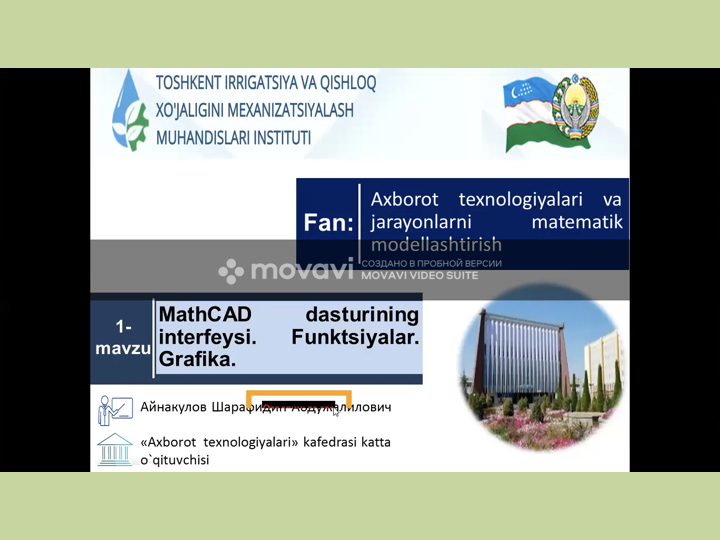 TOSHKENT IRRIGATSIYA VA QISHLOQ
XO'JALIGINI MEXANIZATSIYALASH
MUHANDISLARI INSTITUTI
Fan:
Axborot texnologiyalari va
jarayonlarni matematik
modellashtirish
movavi
СОЗДАНО В ПРОБНОЙ ВЕРСИИ
MOVAVI VIDEO SUITE
1-
mavzu
MathCAD dasturining
interfeysi. Funktsiyalar.
Grafika.
Айнакулов Шарафидин Абдужалилович
«Axborot texnologiyalari» kafedrasi katta
o`qituvchisi